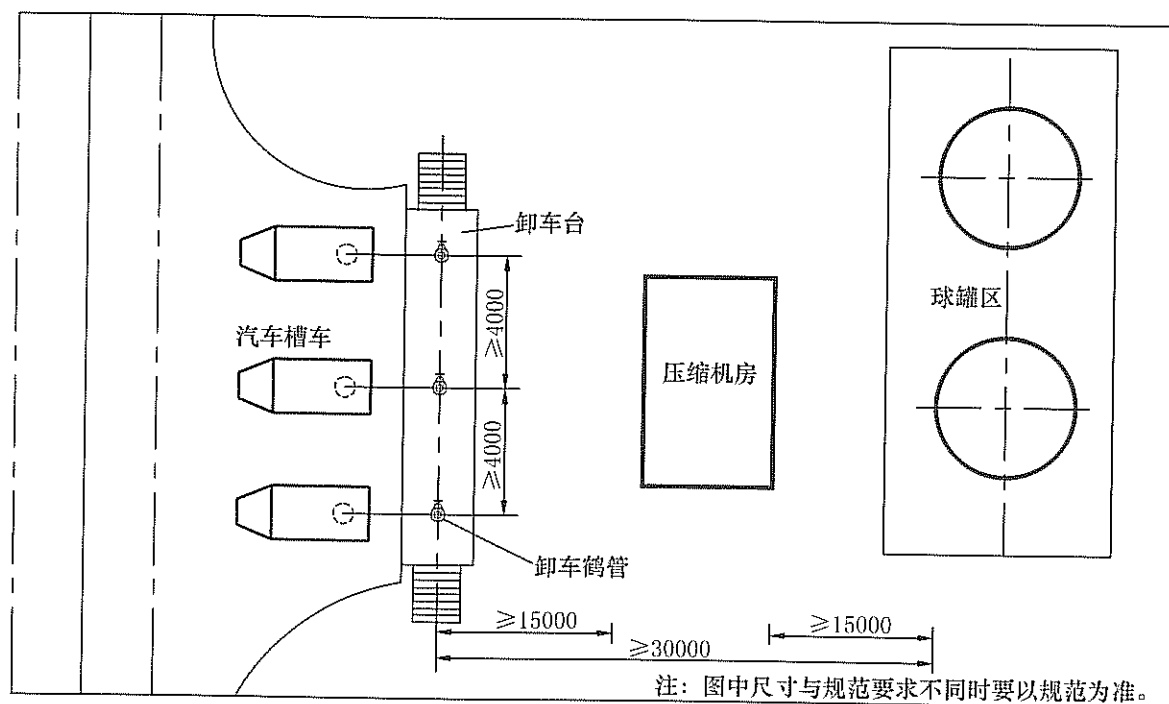 卸车台
汽车槽车
≥4000
≥4000
压缩机房
球罐区
卸车鹤管
≥15000
≥15000
≥30000
注：图中尺寸与规范要求不同时要以规范为准。